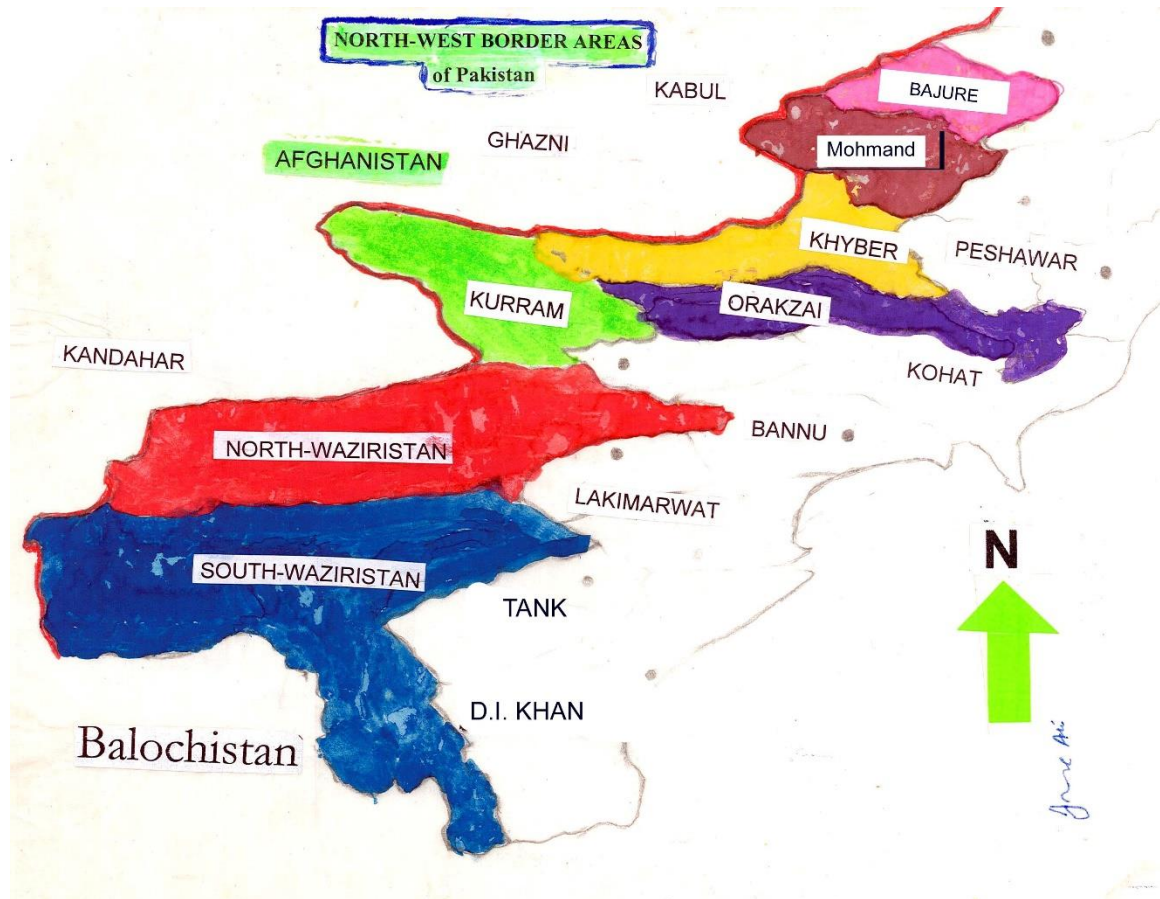 NORTH-WEST BORDER AREAS
of Pakistan
KABUL
BAJURE
GHAZNI
Mohmand
AFGHANISTAN
KHYBER
PESHAWAR
KURRAM
ORAKZAI
KANDAHAR
KOHAT
BANNU
NORTH-WAZIRISTAN
LAKIMARWAT
N
SOUTH-WAZIRISTAN
TANK
D.I. KHAN
Balochistan